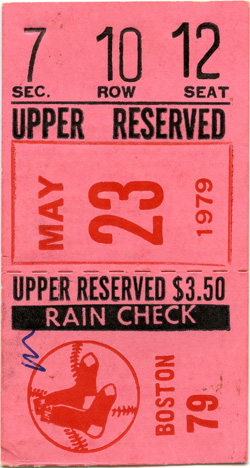 7 10 12
SEC. ROW SEAT
UPPER RESERVED
MAY 23 1979
UPPER RESERVED $3.50
RAIN CHECK
BOSTON 79